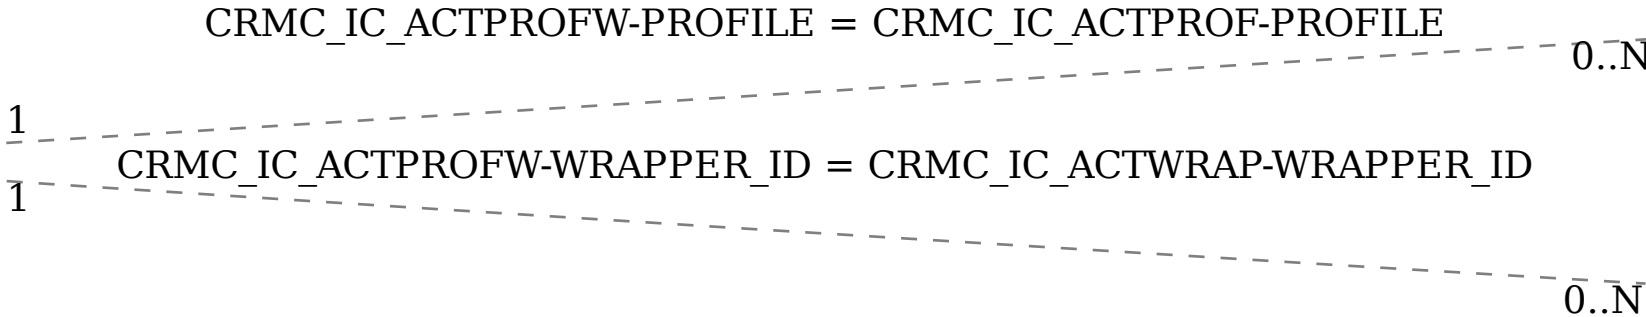 CRMC_IC_ACTPROFW-PROFILE = CRMC_IC_ACTPROF-PROFILE
0..N
1
CRMC_IC_ACTPROFW-WRAPPER_ID = CRMC_IC_ACTWRAP-WRAPPER_ID
1
0..N